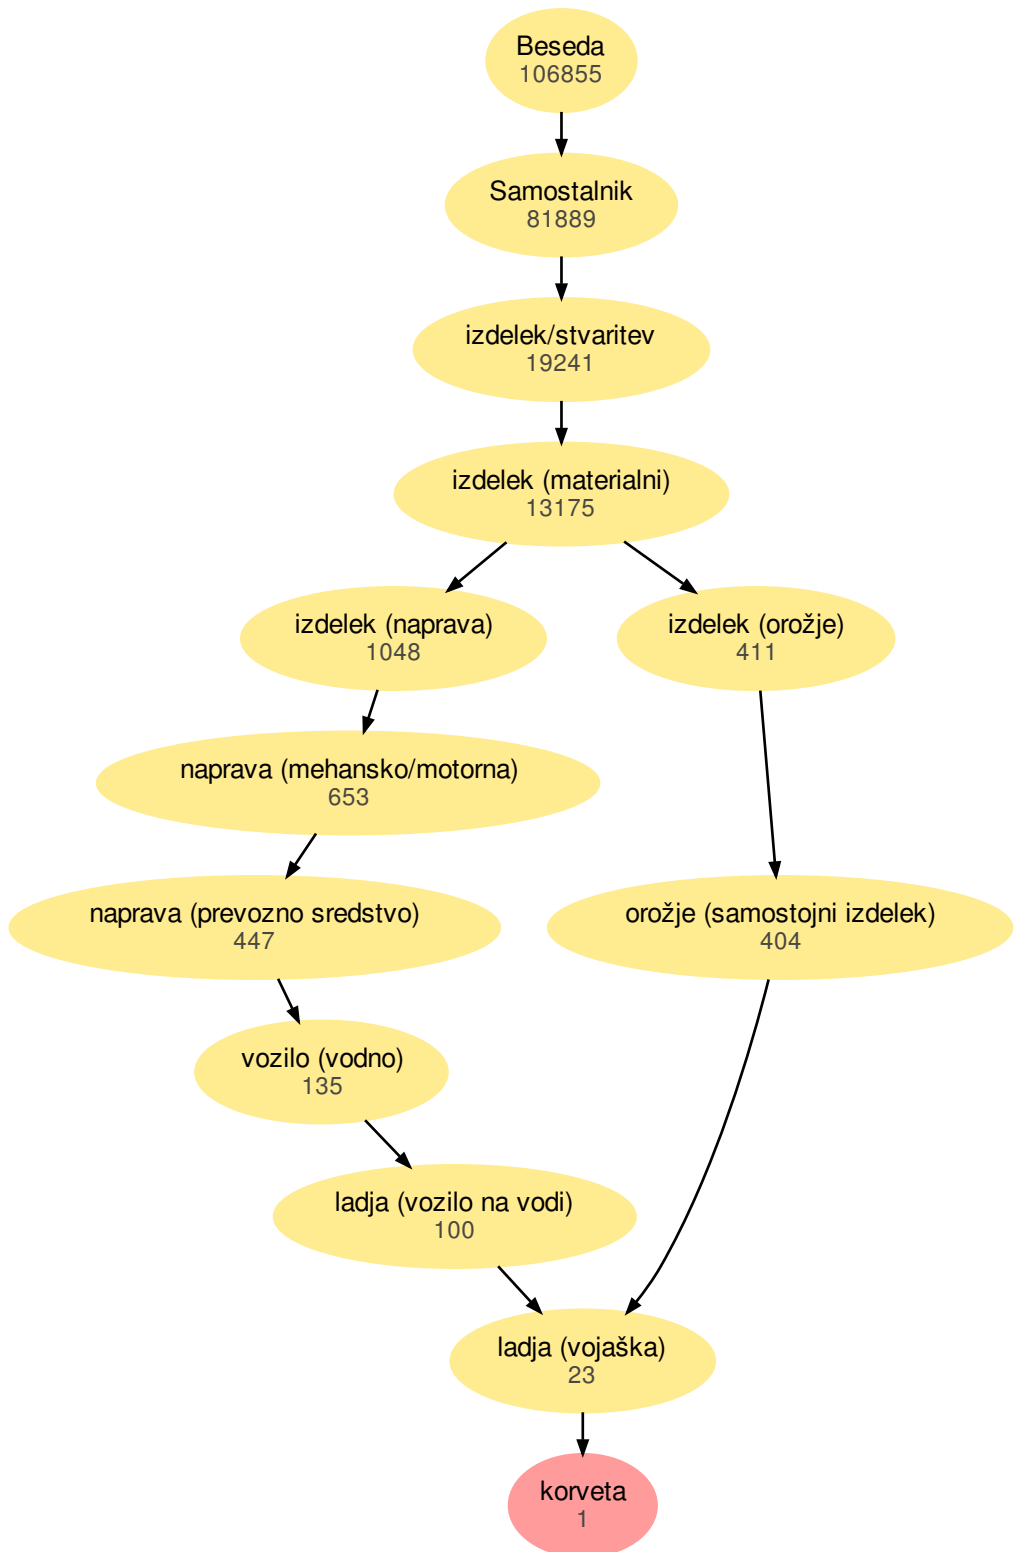 Beseda
106855
Samostalnik
81889
izdelek/stvaritev
19241
izdelek (materialni)
13175
izdelek (naprava)
1048
izdelek (orožje)
411
naprava (mehansko/motorna)
653
naprava (prevozno sredstvo)
447
orožje (samostojni izdelek)
404
vozilo (vodno)
135
ladja (vozilo na vodi)
100
ladja (vojaška)
23
korveta
1